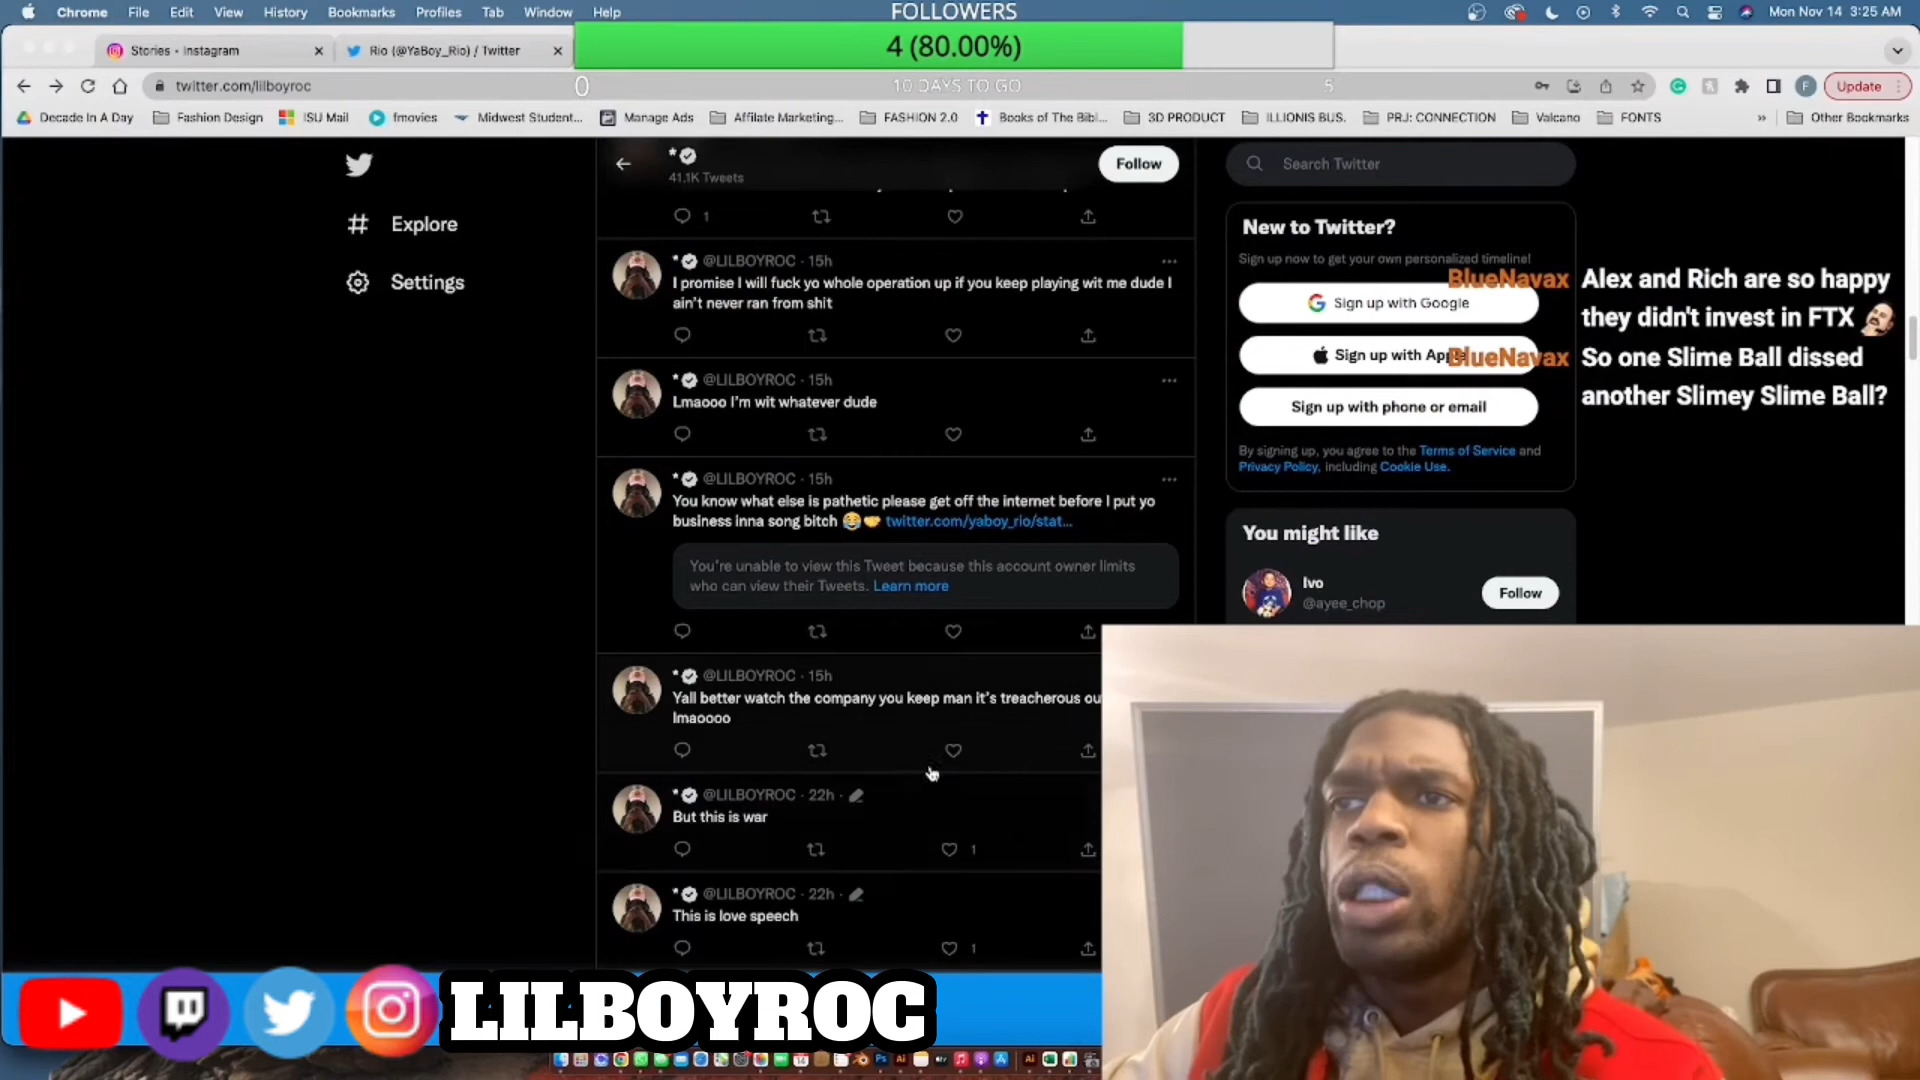 Chrome File Edit View History Bookmarks Profiles Tab Window Help
FOLLOWERS
Mon Nov 14 3:25 AM
Stories • Instagram
Rio (@YaBoy_Rio) / Twitter
4 (80.00%)
twitter.com/lilboyroc
0
10 DAYS TO GO
5
F
Update
Decade In A Day
Fashion Design
ISU Mail
fmovies
Midwest Student...
Manage Ads
Affilate Marketing...
FASHION 2.0
Books of The Bibl...
3D PRODUCT
ILLIONIS BUS.
PRJ: CONNECTION
Valcano
FONTS
»
Other Bookmarks
Explore
Settings
*
41.1K Tweets
Follow
1
* @LILBOYROC · 15h
I promise I will fuck yo whole operation up if you keep playing wit me dude I
ain't never ran from shit
* @LILBOYROC · 15h
Lmaooo I'm wit whatever dude
* @LILBOYROC · 15h
You know what else is pathetic please get off the internet before I put yo
business inna song bitch 😂🤝 twitter.com/yaboy_rio/stat...
You're unable to view this Tweet because this account owner limits
who can view their Tweets. Learn more
* @LILBOYROC · 15h
Yall better watch the company you keep man it's treacherous ou
lmaoooo
* @LILBOYROC · 22h ·
But this is war
1
* @LILBOYROC · 22h ·
This is love speech
1
Search Twitter
New to Twitter?
Sign up now to get your own personalized timeline!
Sign up with Google
Sign up with App
Sign up with phone or email
By signing up, you agree to the Terms of Service and
Privacy Policy, including Cookie Use.
You might like
Ivo
@ayee_chop
Follow
BlueNavax Alex and Rich are so happy
they didn't invest in FTX
BlueNavax So one Slime Ball dissed
another Slimey Slime Ball?
LILBOYROC